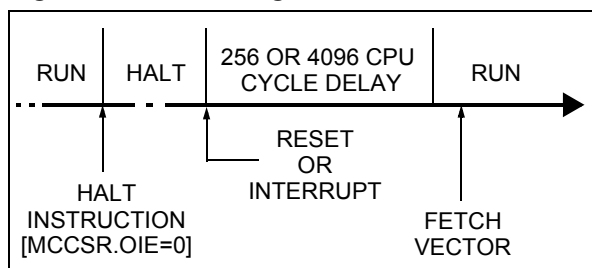 RUN
HALT
256 OR 4096 CPU
CYCLE DELAY
RUN
HALT
INSTRUCTION
[MCCSR.OIE=0]
RESET
OR
INTERRUPT
FETCH
VECTOR